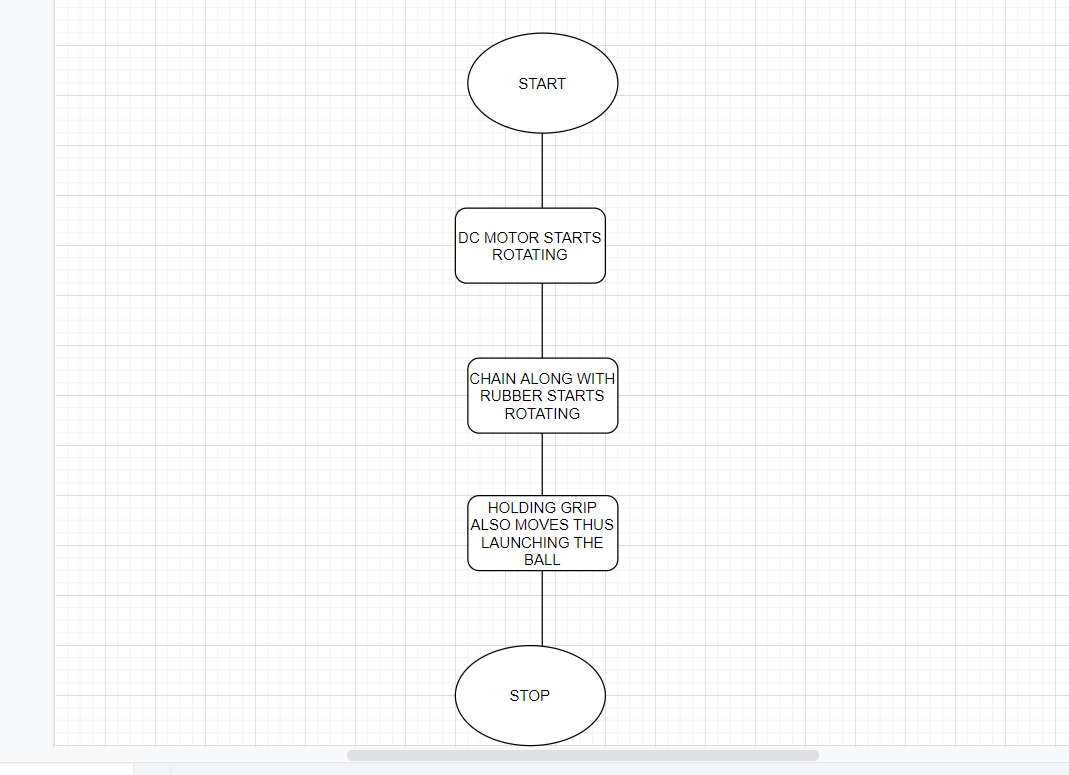 START
DC MOTOR STARTS
ROTATING
CHAIN ALONG WITH
RUBBER STARTS
ROTATING
HOLDING GRIP
ALSO MOVES THUS
LAUNCHING THE
BALL
STOP